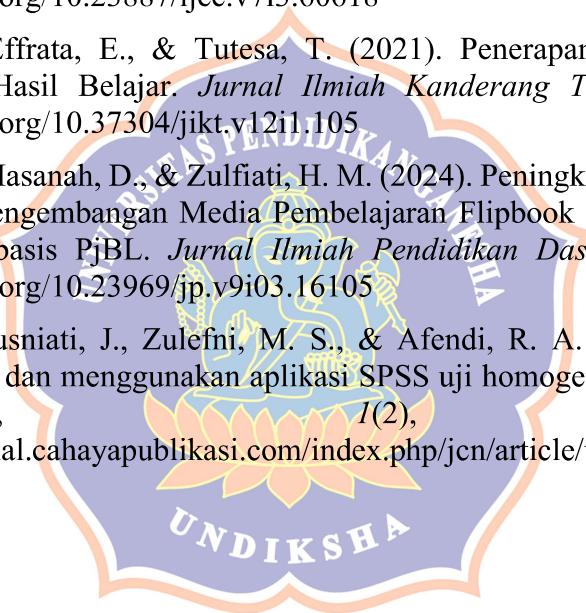 org/10.23887/ijee.v7i3.60018
Effrata, E., & Tutesa, T. (2021). Penerapan
Hasil Belajar. Jurnal Ilmiah Kanderang T
org/10.37304/jikt.v12i1.105
Hasanah, D., & Zulfiati, H. M. (2024). Peningk
engembangan Media Pembelajaran Flipbook
basis PjBL. Jurnal Ilmiah Pendidikan Das
org/10.23969/jp.v9i03.16105
usniati, J., Zulefni, M. S., & Afendi, R. A.
dan menggunakan aplikasi SPSS uji homoge
, 1(2),
al.cahayapublikasi.com/index.php/jcn/article/
UNIVERSITAS PENDIDIKAN GANESHA
UNDIKSHA